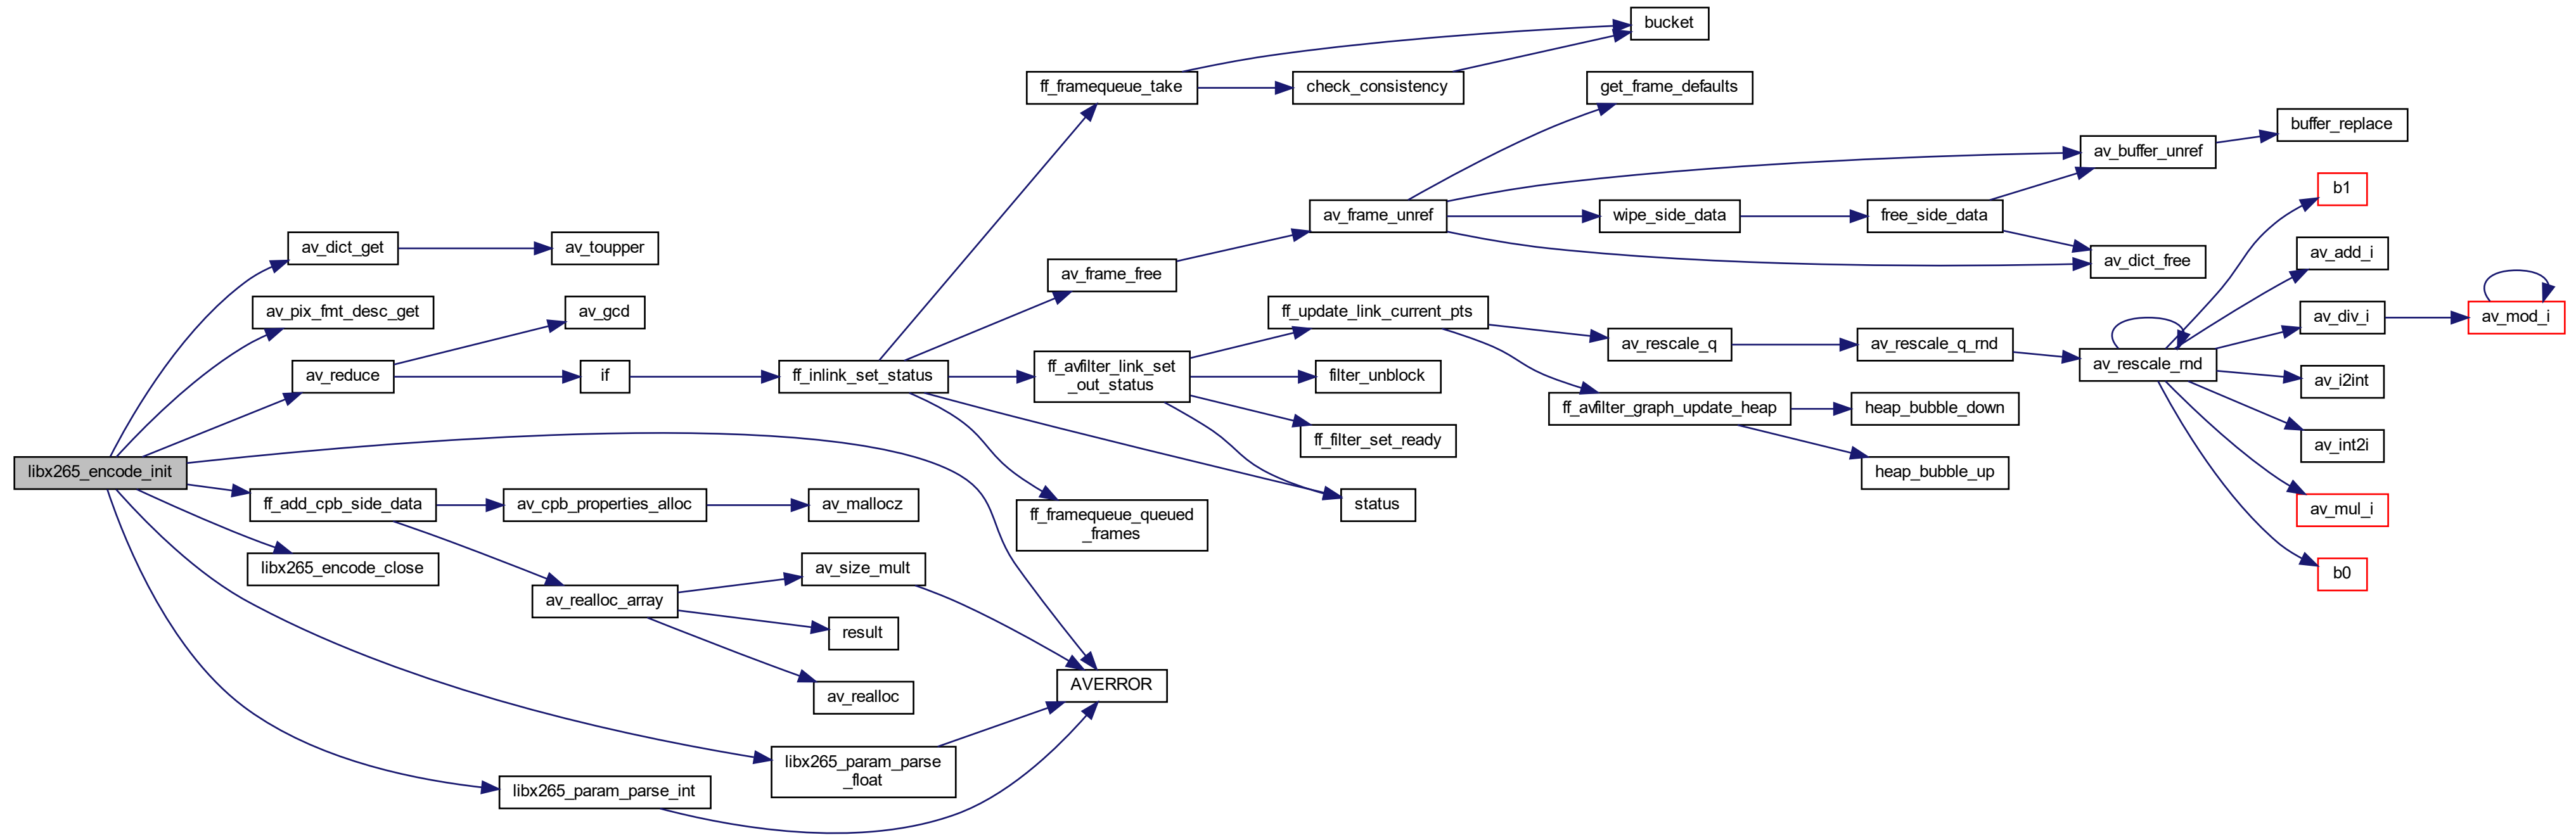 bucket
ff_framequeue_take
check_consistency
get_frame_defaults
buffer_replace
av_buffer_unref
b1
av_frame_unref
wipe_side_data
free_side_data
av_dict_get
av_toupper
av_add_i
av_dict_free
av_frame_free
av_pix_fmt_desc_get
av_gcd
ff_update_link_current_pts
av_div_i
av_mod_i
av_rescale_q
av_rescale_q_rnd
av_rescale_rnd
av_reduce
if
ff_inlink_set_status
ff_avfilter_link_set
_out_status
filter_unblock
av_i2int
ff_avfilter_graph_update_heap
heap_bubble_down
ff_filter_set_ready
av_int2i
libx265_encode_init
heap_bubble_up
ff_add_cpb_side_data
av_cpb_properties_alloc
av_mallocz
status
av_mul_i
ff_framequeue_queued
_frames
libx265_encode_close
av_size_mult
b0
av_realloc_array
result
av_realloc
AVERROR
libx265_param_parse
_float
libx265_param_parse_int